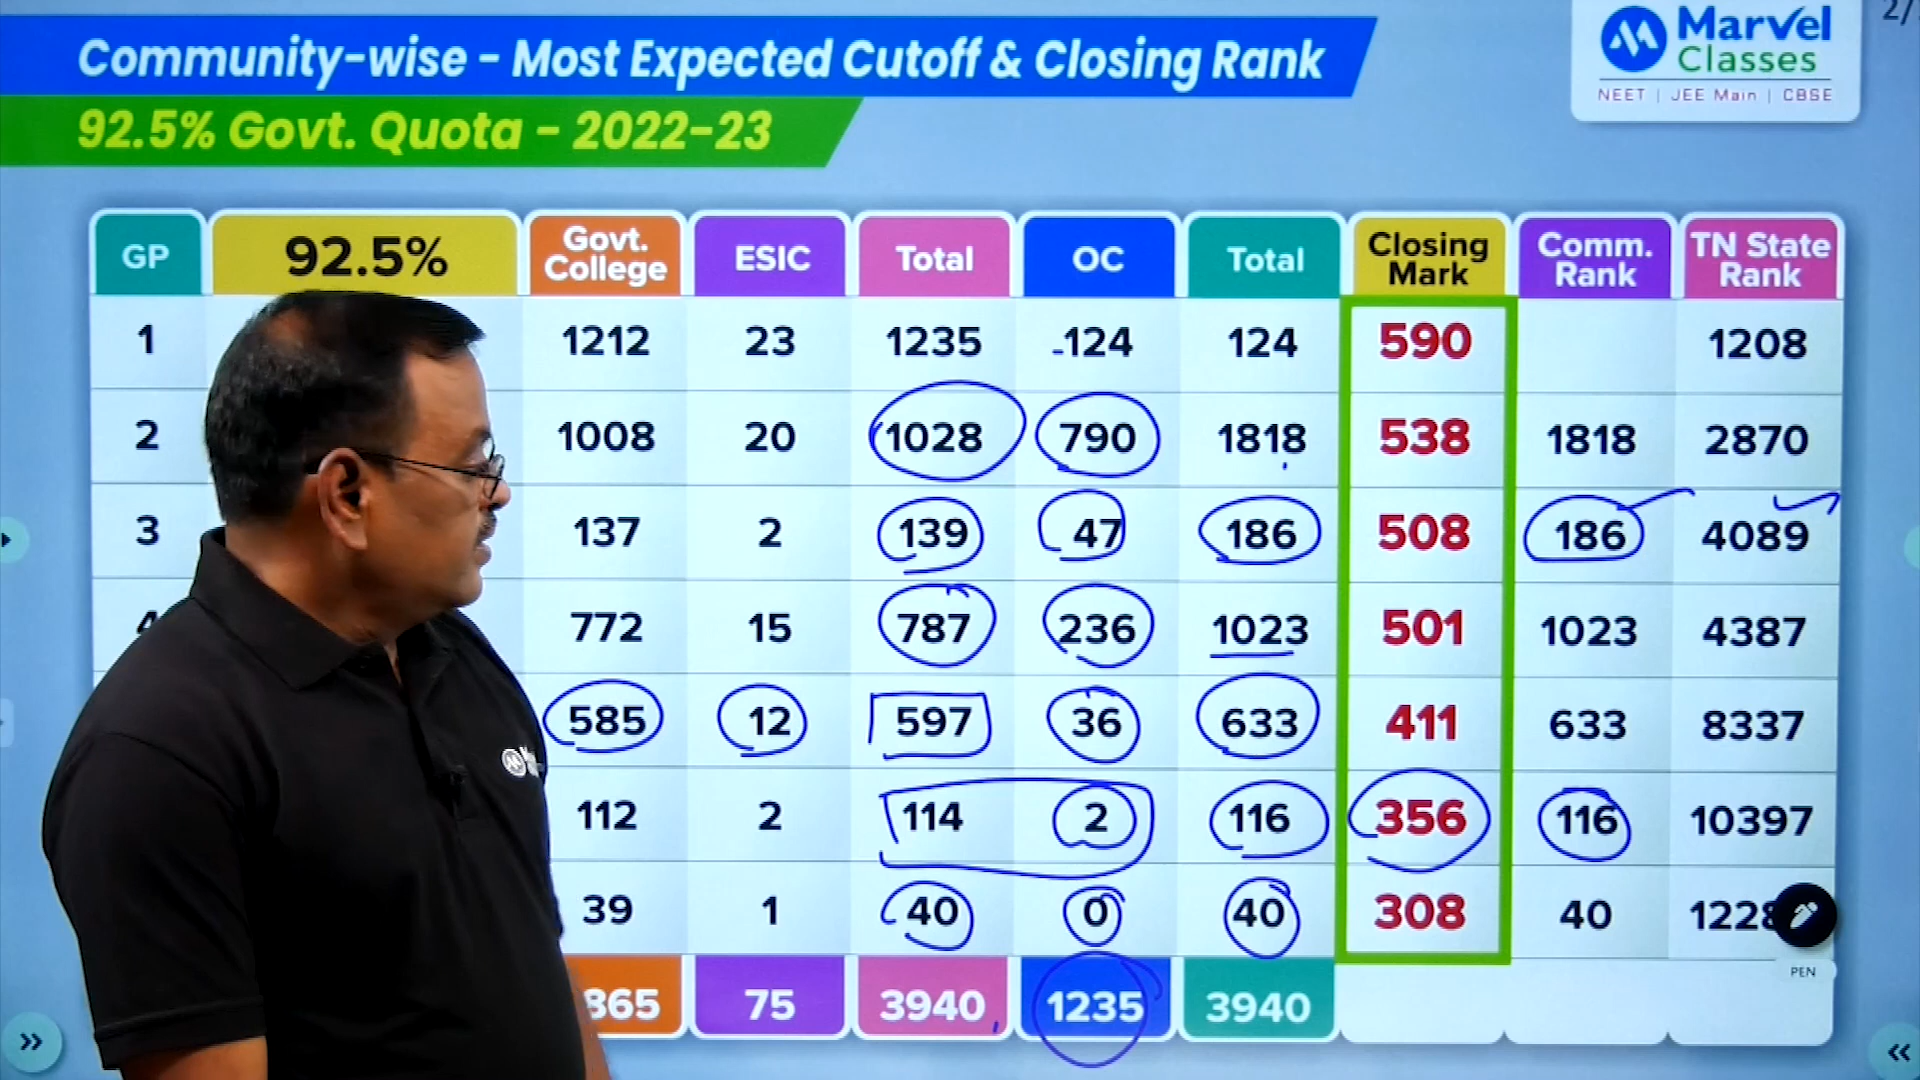 Community-wise - Most Expected Cutoff & Closing Rank
92.5% Govt. Quota - 2022-23
Marvel
Classes
NEET | JEE Main | CBSE
2/
GP 92.5% Govt. College ESIC Total OC Total Closing Mark Comm. Rank TN State Rank
1 1212 23 1235 -124 124 590 1208
2 1008 20 1028 790 1818 538 1818 2870
3 137 2 139 47 186 508 186 4089
4 772 15 787 236 1023 501 1023 4387
585 12 597 36 633 411 633 8337
112 2 114 2 116 356 116 10397
39 1 40 0 40 308 40 1228
865 75 3940 1235 3940
PEN